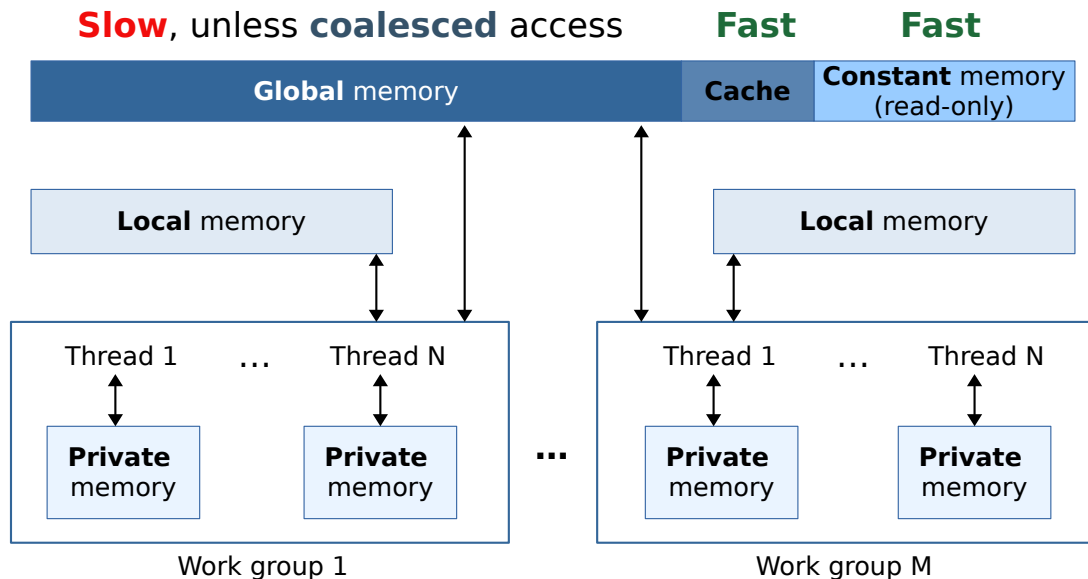 Slow, unless coalesced access Fast Fast
Global memory Cache Constant memory
(read-only)
Local memory Local memory
Thread 1 ... Thread N Thread 1 ... Thread N
Private
memory
Private
memory
...
Private
memory
Private
memory
Work group 1 Work group M